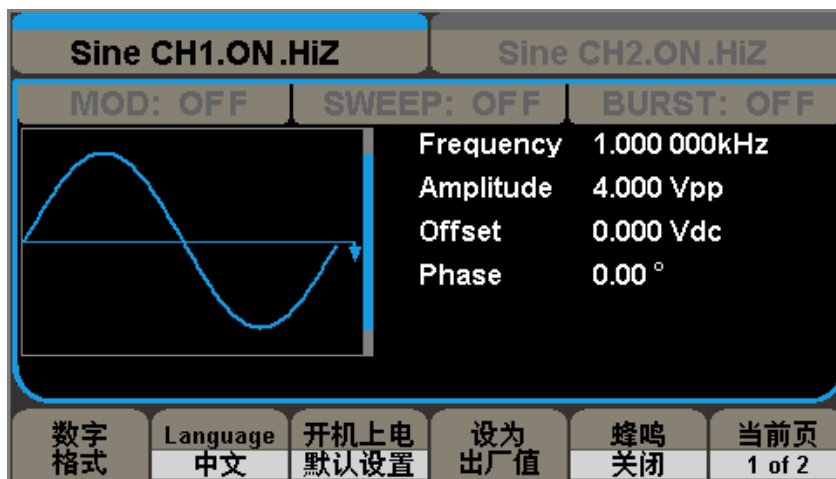 Sine CH1.ON.HiZ
Sine CH2.ON.HiZ
MOD: OFF
SWEEP: OFF
BURST: OFF
Frequency 1.000 000kHz
Amplitude 4.000 Vpp
Offset 0.000 Vdc
Phase 0.00 °
数字
格式
Language
中文
开机上电
默认设置
设为
出厂值
蜂鸣
关闭
当前页
1 of 2